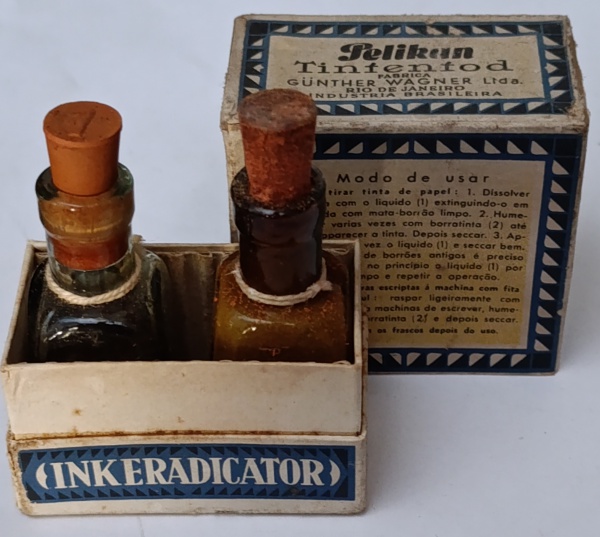 Pelikan
Tintentod
FABRICA
GÜNTHER WAGNER Ltda.
RIO DE JANEIRO
INDUSTRIA BRASILEIRA
Modo de usar
tirar tinta de papel: 1. Dissolver
com o liquido (1) extinguindo-o em
com mata-borrão limpo. 2. Hume-
varias vezes com borratinta (2) até
aparecer a tinta. Depois seccar. 3. Ap-
vez o liquido (1) e seccar bem.
de borrões antigos é preciso
no principio o liquido (1) por
e repetir a operação.
escriptas á machina com fita
raspar ligeiramente com
machinas de escrever, hume-
borratinta (2) e depois seccar.
os frascos depois do uso.
1
(INK ERADICATOR)